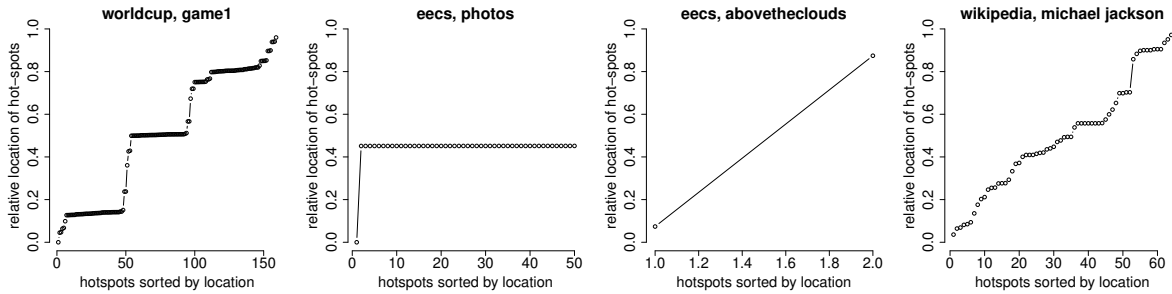 worldcup, game1
relative location of hot−spots
0.0 0.2 0.4 0.6 0.8 1.0
0 50 100 150
hotspots sorted by location
eecs, photos
relative location of hot−spots
0.0 0.2 0.4 0.6 0.8 1.0
0 10 20 30 40 50
hotspots sorted by location
eecs, abovetheclouds
relative location of hot−spots
0.0 0.2 0.4 0.6 0.8 1.0
1.0 1.2 1.4 1.6 1.8 2.0
hotspots sorted by location
wikipedia, michael jackson
relative location of hot−spots
0.0 0.2 0.4 0.6 0.8 1.0
0 10 20 30 40 50 60
hotspots sorted by location